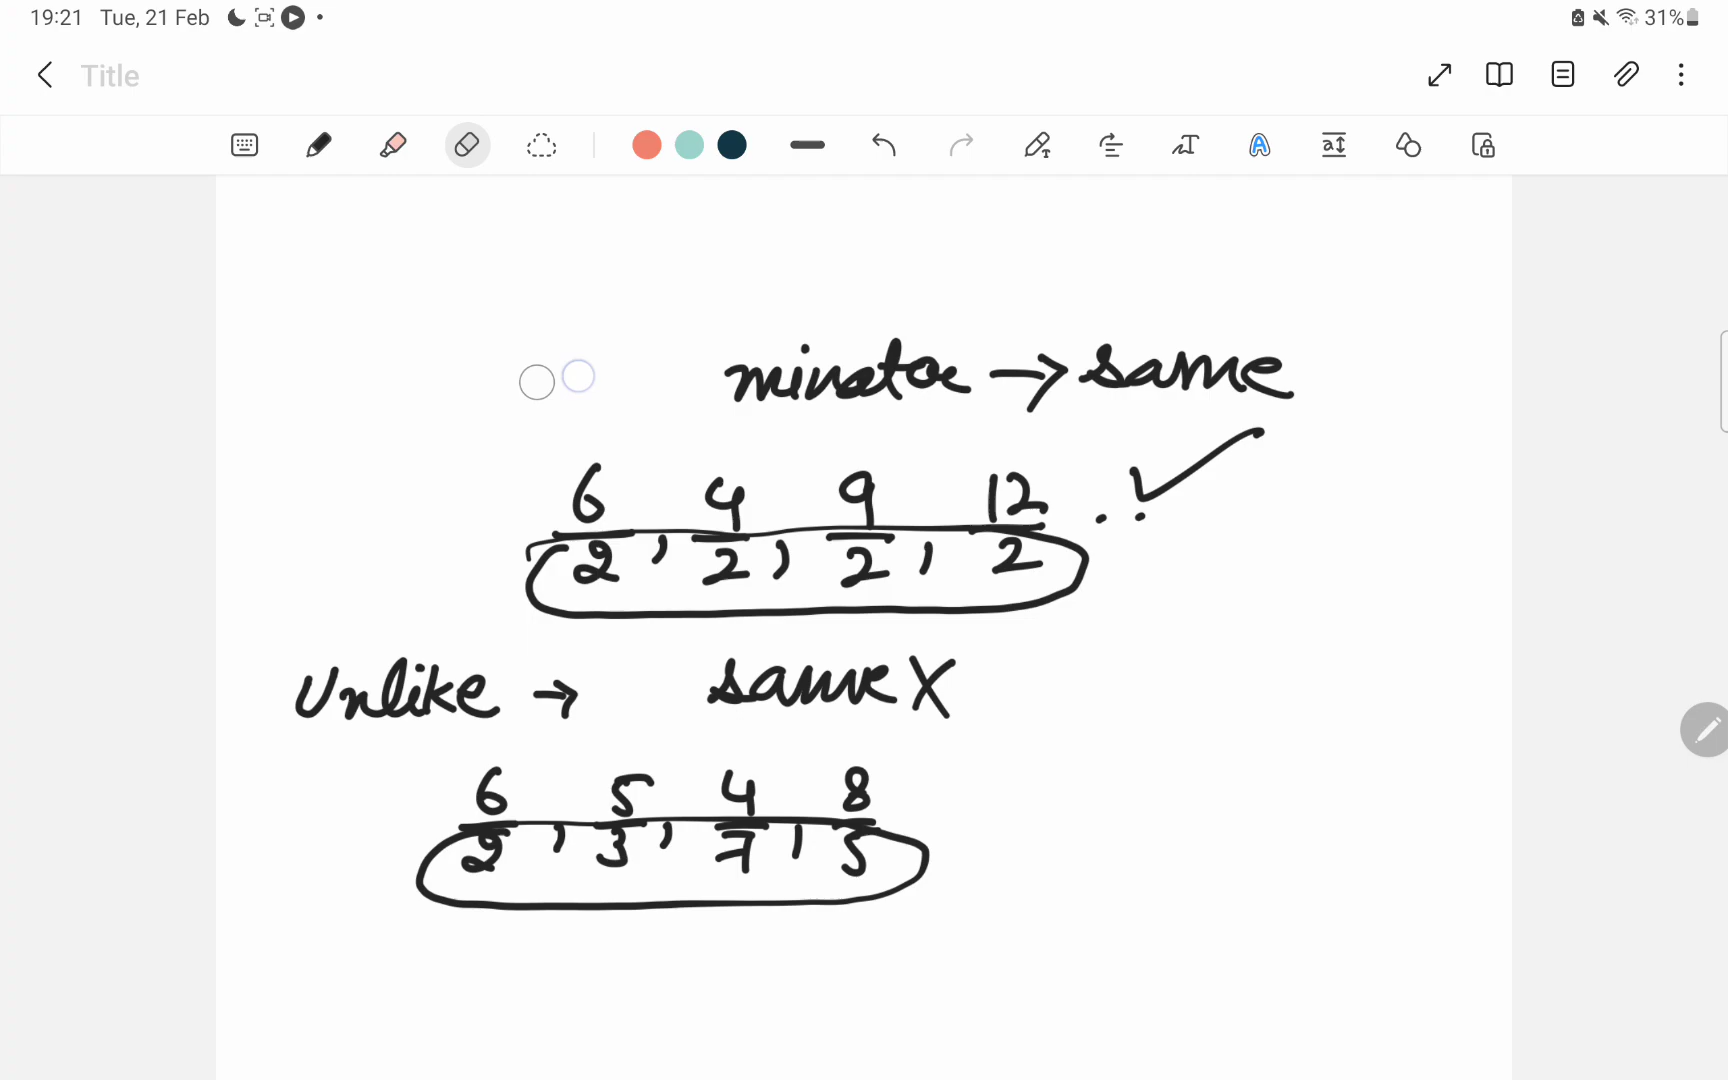 19:21 Tue, 21 Feb 31%
Title
minator → same
6/2, 4/2, 9/2, 12/2 . .
Unlike → same X
6/2, 5/3, 4/7, 8/5